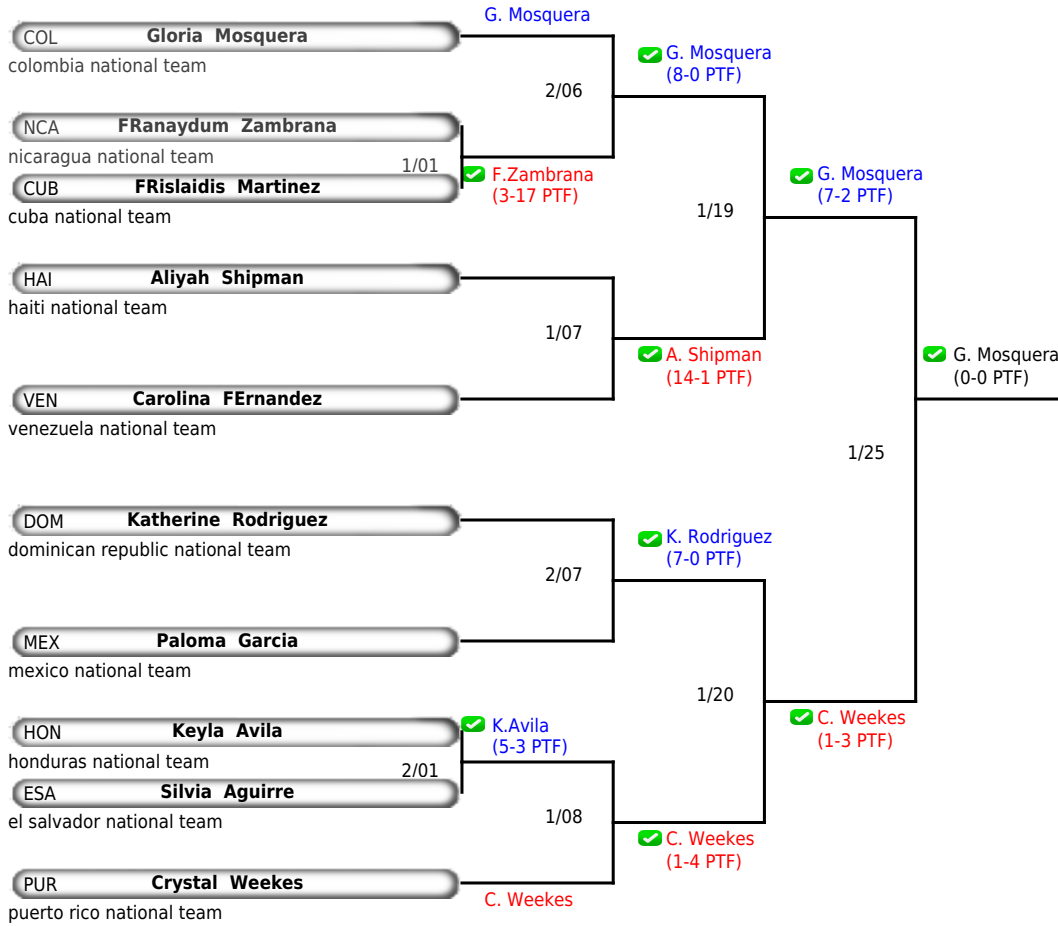 G. Mosquera
COL Gloria Mosquera
colombia national team
G. Mosquera
(8-0 PTF)
2/06
NCA FRanaydum Zambrana
nicaragua national team
1/01
F.Zambrana
(3-17 PTF)
CUB FRislaidis Martinez
cuba national team
G. Mosquera
(7-2 PTF)
1/19
HAI Aliyah Shipman
haiti national team
1/07
A. Shipman
(14-1 PTF)
G. Mosquera
(0-0 PTF)
VEN Carolina FErnandez
venezuela national team
1/25
DOM Katherine Rodriguez
dominican republic national team
K. Rodriguez
(7-0 PTF)
2/07
MEX Paloma Garcia
mexico national team
1/20
C. Weekes
(1-3 PTF)
HON Keyla Avila
honduras national team
K.Avila
(5-3 PTF)
2/01
ESA Silvia Aguirre
el salvador national team
1/08
C. Weekes
(1-4 PTF)
PUR Crystal Weekes
puerto rico national team
C. Weekes